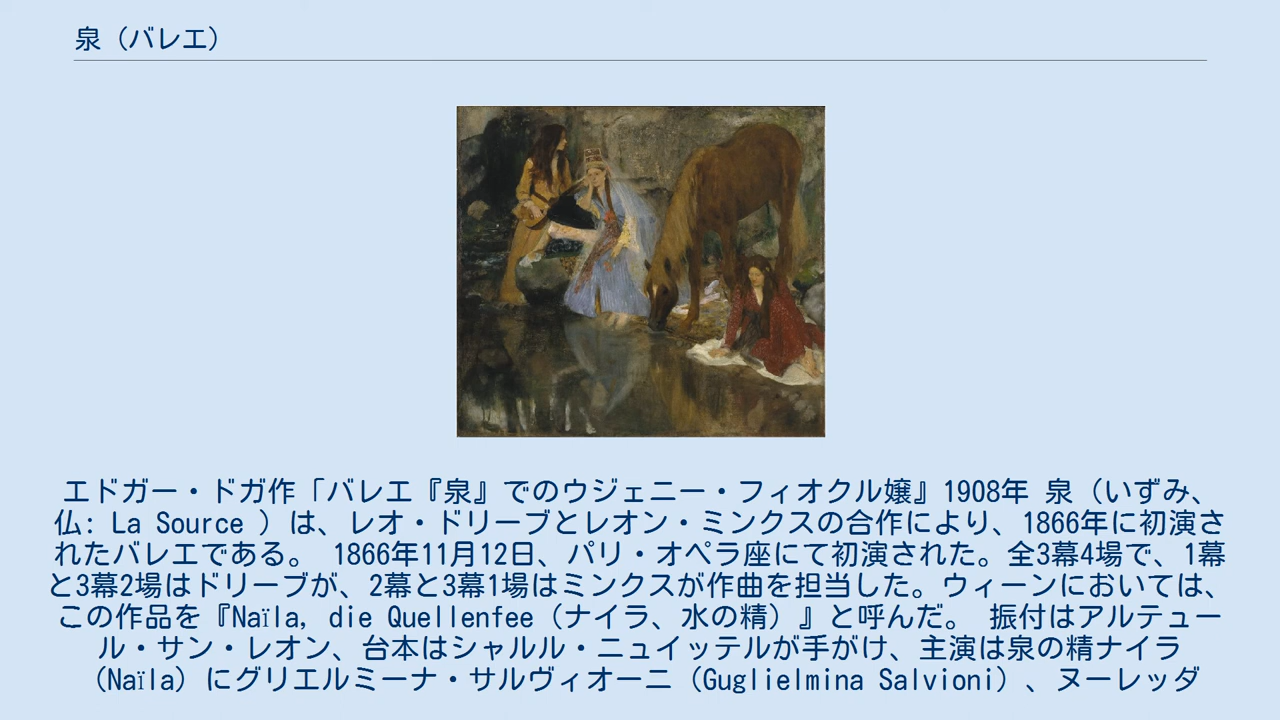 泉（バレエ）
エドガー・ドガ作「バレエ『泉』でのウジェニー・フィオクル嬢』1908年 泉（いずみ、
仏: La Source ）は、レオ・ドリーブとレオン・ミンクスの合作により、1866年に初演さ
れたバレエである。 1866年11月12日、パリ・オペラ座にて初演された。全3幕4場で、1幕
と3幕2場はドリーブが、2幕と3幕1場はミンクスが作曲を担当した。ウィーンにおいては、
この作品を『Naïla, die Quellenfee（ナイラ、水の精）』と呼んだ。 振付はアルテュー
ル・サン・レオン、台本はシャルル・ニュイッテルが手がけ、主演は泉の精ナイラ
（Naïla）にグリエルミーナ・サルヴィオーニ（Guglielmina Salvioni）、ヌーレッダ